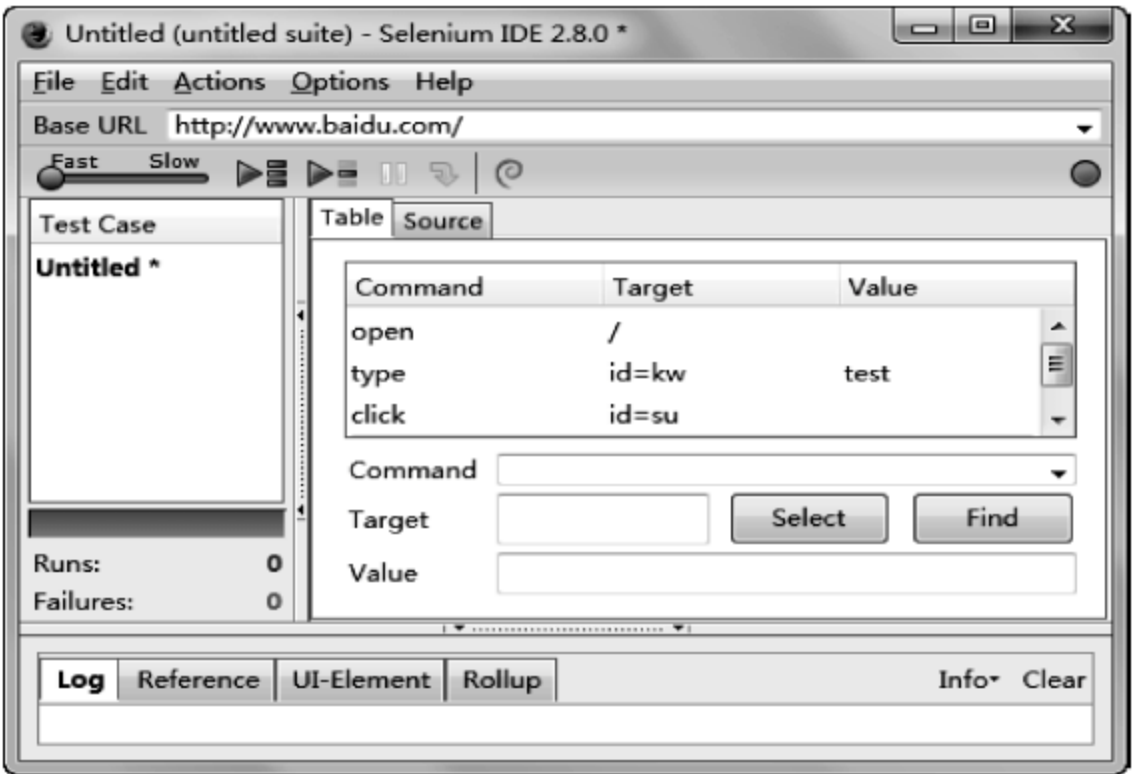 Untitled (untitled suite) - Selenium IDE 2.8.0 *
File Edit Actions Options Help
Base URL http://www.baidu.com/
Fast Slow
Test Case
Untitled *
Runs: 0
Failures: 0
Table Source
Command Target Value
open /
type id=kw test
click id=su
Command
Target Select Find
Value
Log Reference UI-Element Rollup Info Clear